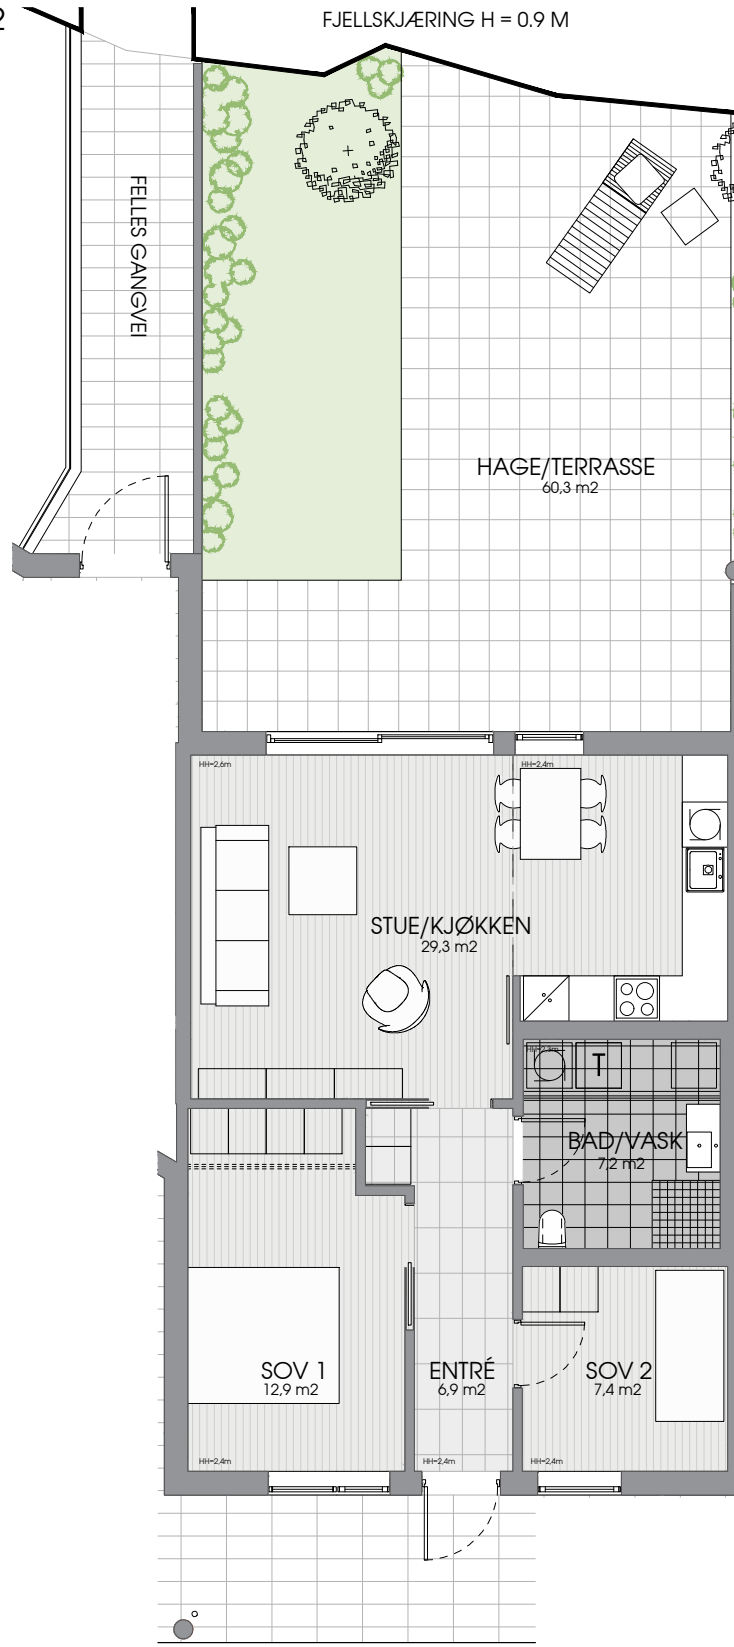 2
FJELLSKJÆRING H = 0.9 M
FELLES GANGVEI
HAGE/TERRASSE
60,3 m2
HH=2,6m
HH=2,4m
STUE/KJØKKEN
29,3 m2
T
BAD/VASK
7,2 m2
SOV 1
12,9 m2
ENTRÉ
6,9 m2
SOV 2
7,4 m2
HH=2,4m
HH=2,4m
HH=2,4m